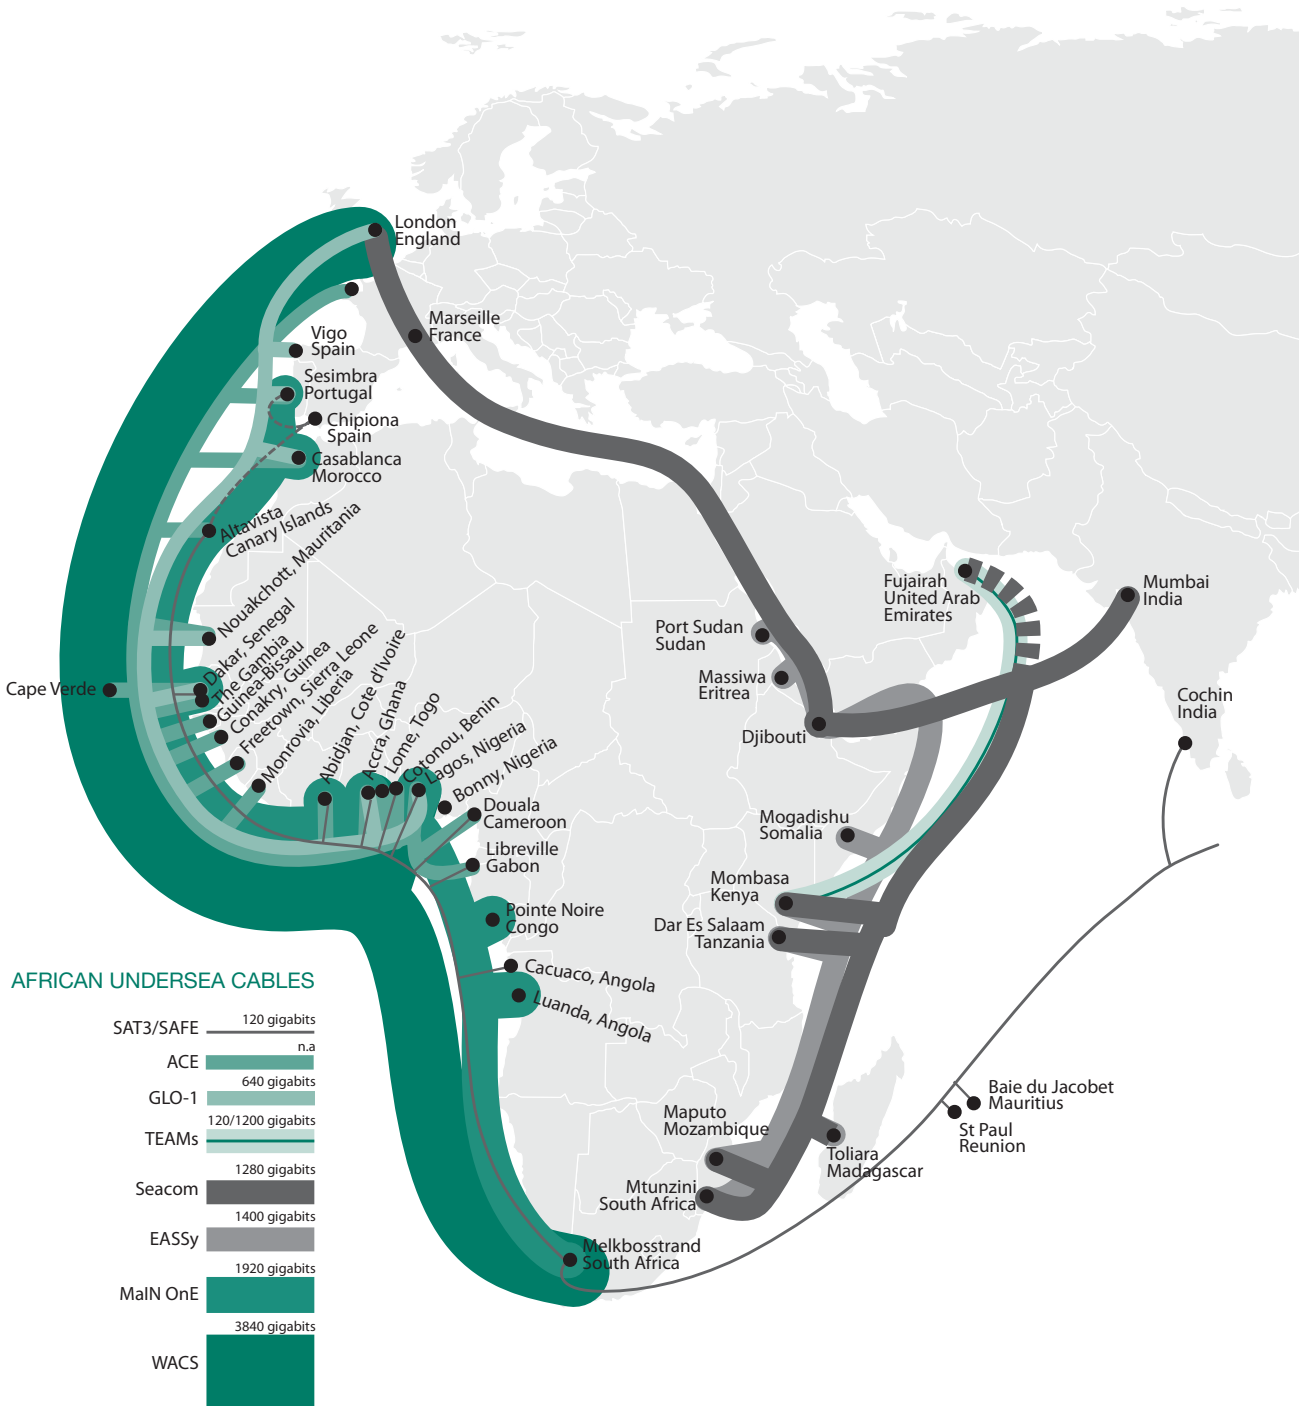 London
England
Marseille
France
Vigo
Spain
Sesimbra
Portugal
Chipiona
Spain
Casablanca
Morocco
Altavista
Canary Islands
Nouakchott, Mauritania
Dakar, Senegal
The Gambia
Guinea-Bissau
Conakry, Guinea
Freetown, Sierra Leone
Monrovia, Liberia
Abidjan, Cote d'Ivoire
Accra, Ghana
Lome, Togo
Cotonou, Benin
Lagos, Nigeria
Bonny, Nigeria
Cape Verde
Douala
Cameroon
Libreville
Gabon
Pointe Noire
Congo
Cacuaco, Angola
Luanda, Angola
Melkbosstrand
South Africa
Fujairah
United Arab
Emirates
Mumbai
India
Port Sudan
Sudan
Massiwa
Eritrea
Djibouti
Cochin
India
Mogadishu
Somalia
Mombasa
Kenya
Dar Es Salaam
Tanzania
Maputo
Mozambique
Mtunzini
South Africa
Toliara
Madagascar
Baie du Jacobet
Mauritius
St Paul
Reunion
AFRICAN UNDERSEA CABLES
120 gigabits
SAT3/SAFE
n.a
ACE
640 gigabits
GLO-1
120/1200 gigabits
TEAMs
1280 gigabits
Seacom
1400 gigabits
EASSy
1920 gigabits
MaIN OnE
3840 gigabits
WACS